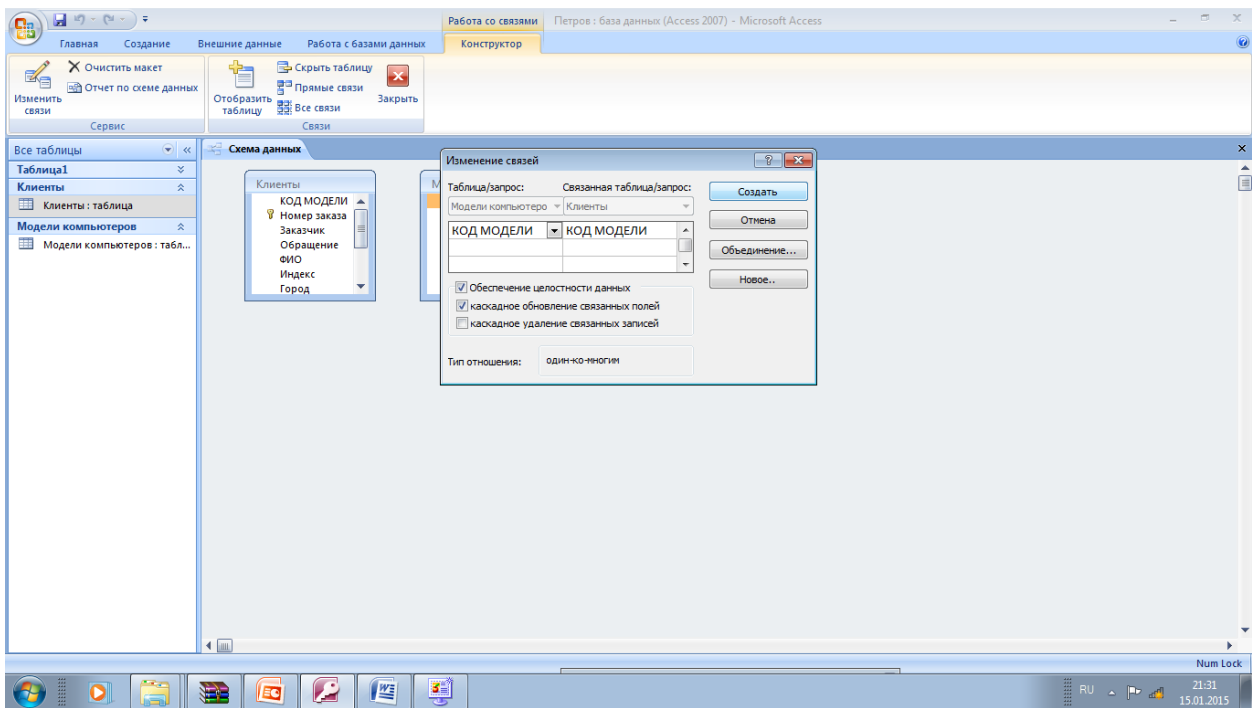 Работа со связями
Петров : база данных (Access 2007) - Microsoft Access
Главная Создание Внешние данные Работа с базами данных Конструктор
Изменить связи
Очистить макет
Отчет по схеме данных
Сервис
Отобразить таблицу
Скрыть таблицу
Прямые связи
Все связи
Закрыть
Связи
Все таблицы
Таблица1
Клиенты
Клиенты : таблица
Модели компьютеров
Модели компьютеров : табл...
Схема данных
Клиенты
КОД МОДЕЛИ
Номер заказа
Заказчик
Обращение
ФИО
Индекс
Город
М
Изменение связей
Таблица/запрос: Связанная таблица/запрос:
Модели компьютеро Клиенты
КОД МОДЕЛИ КОД МОДЕЛИ
Обеспечение целостности данных
каскадное обновление связанных полей
каскадное удаление связанных записей
Тип отношения: один-ко-многим
Создать
Отмена
Объединение...
Новое..
Num Lock
RU
21:31
15.01.2015